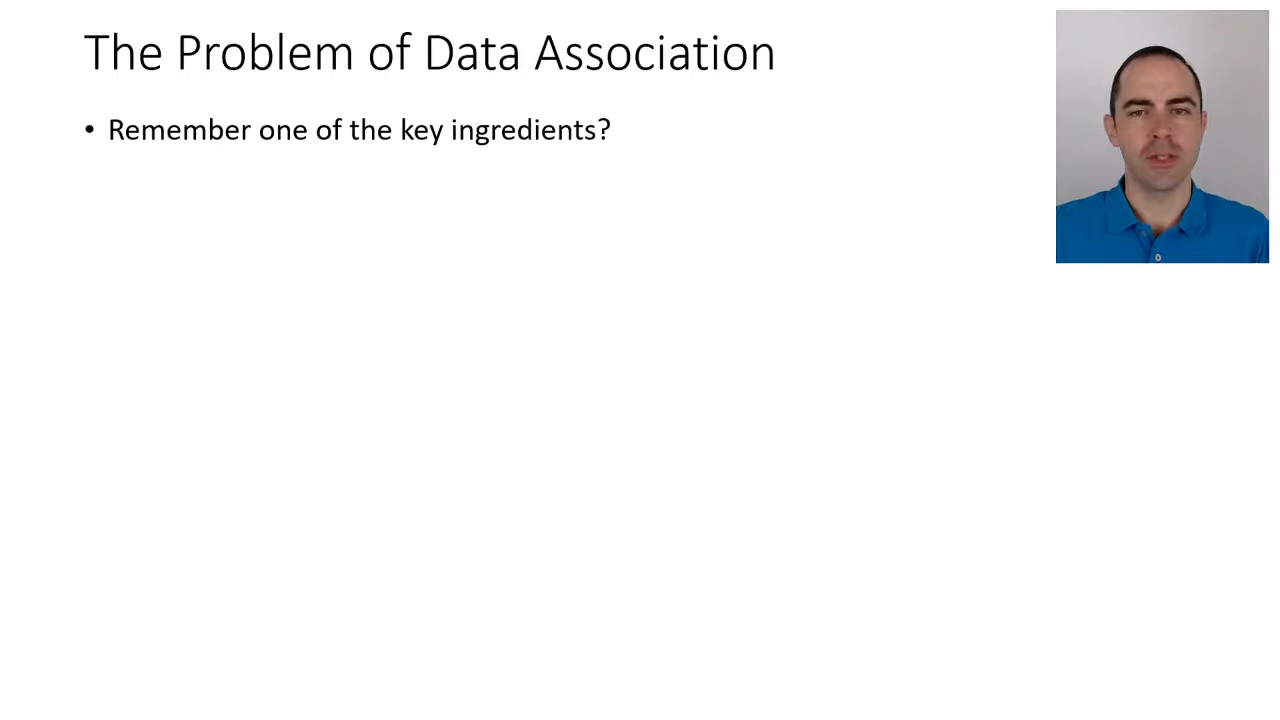 The Problem of Data Association
• Remember one of the key ingredients?